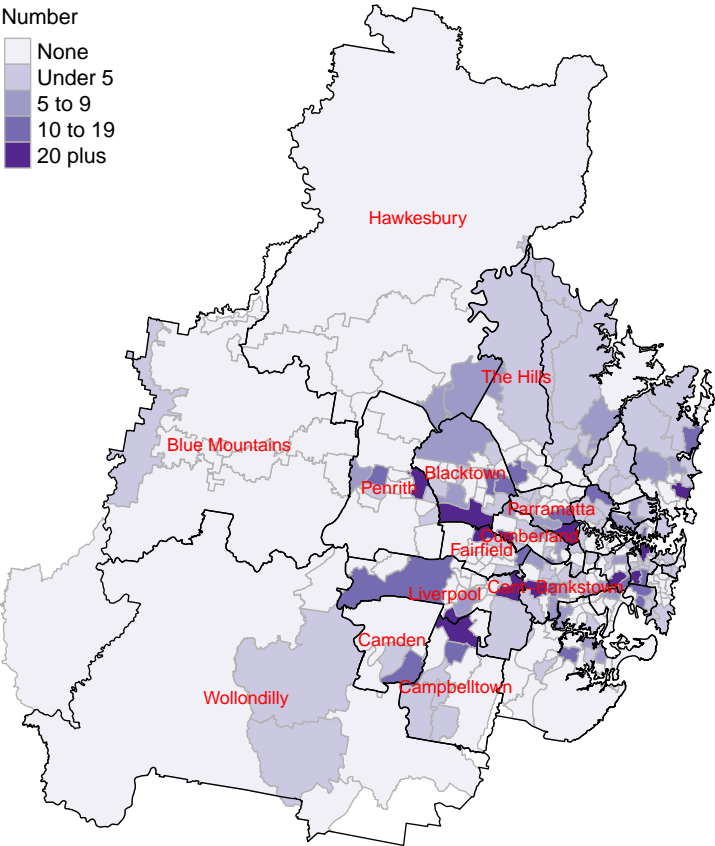 Number
None
Under 5
5 to 9
10 to 19
20 plus
Hawkesbury
The Hills
Blue Mountains
Blacktown
Penrith
Parramatta
Cumberland
Fairfield
Cant-Bankstown
Liverpool
Camden
Campbelltown
Wollondilly